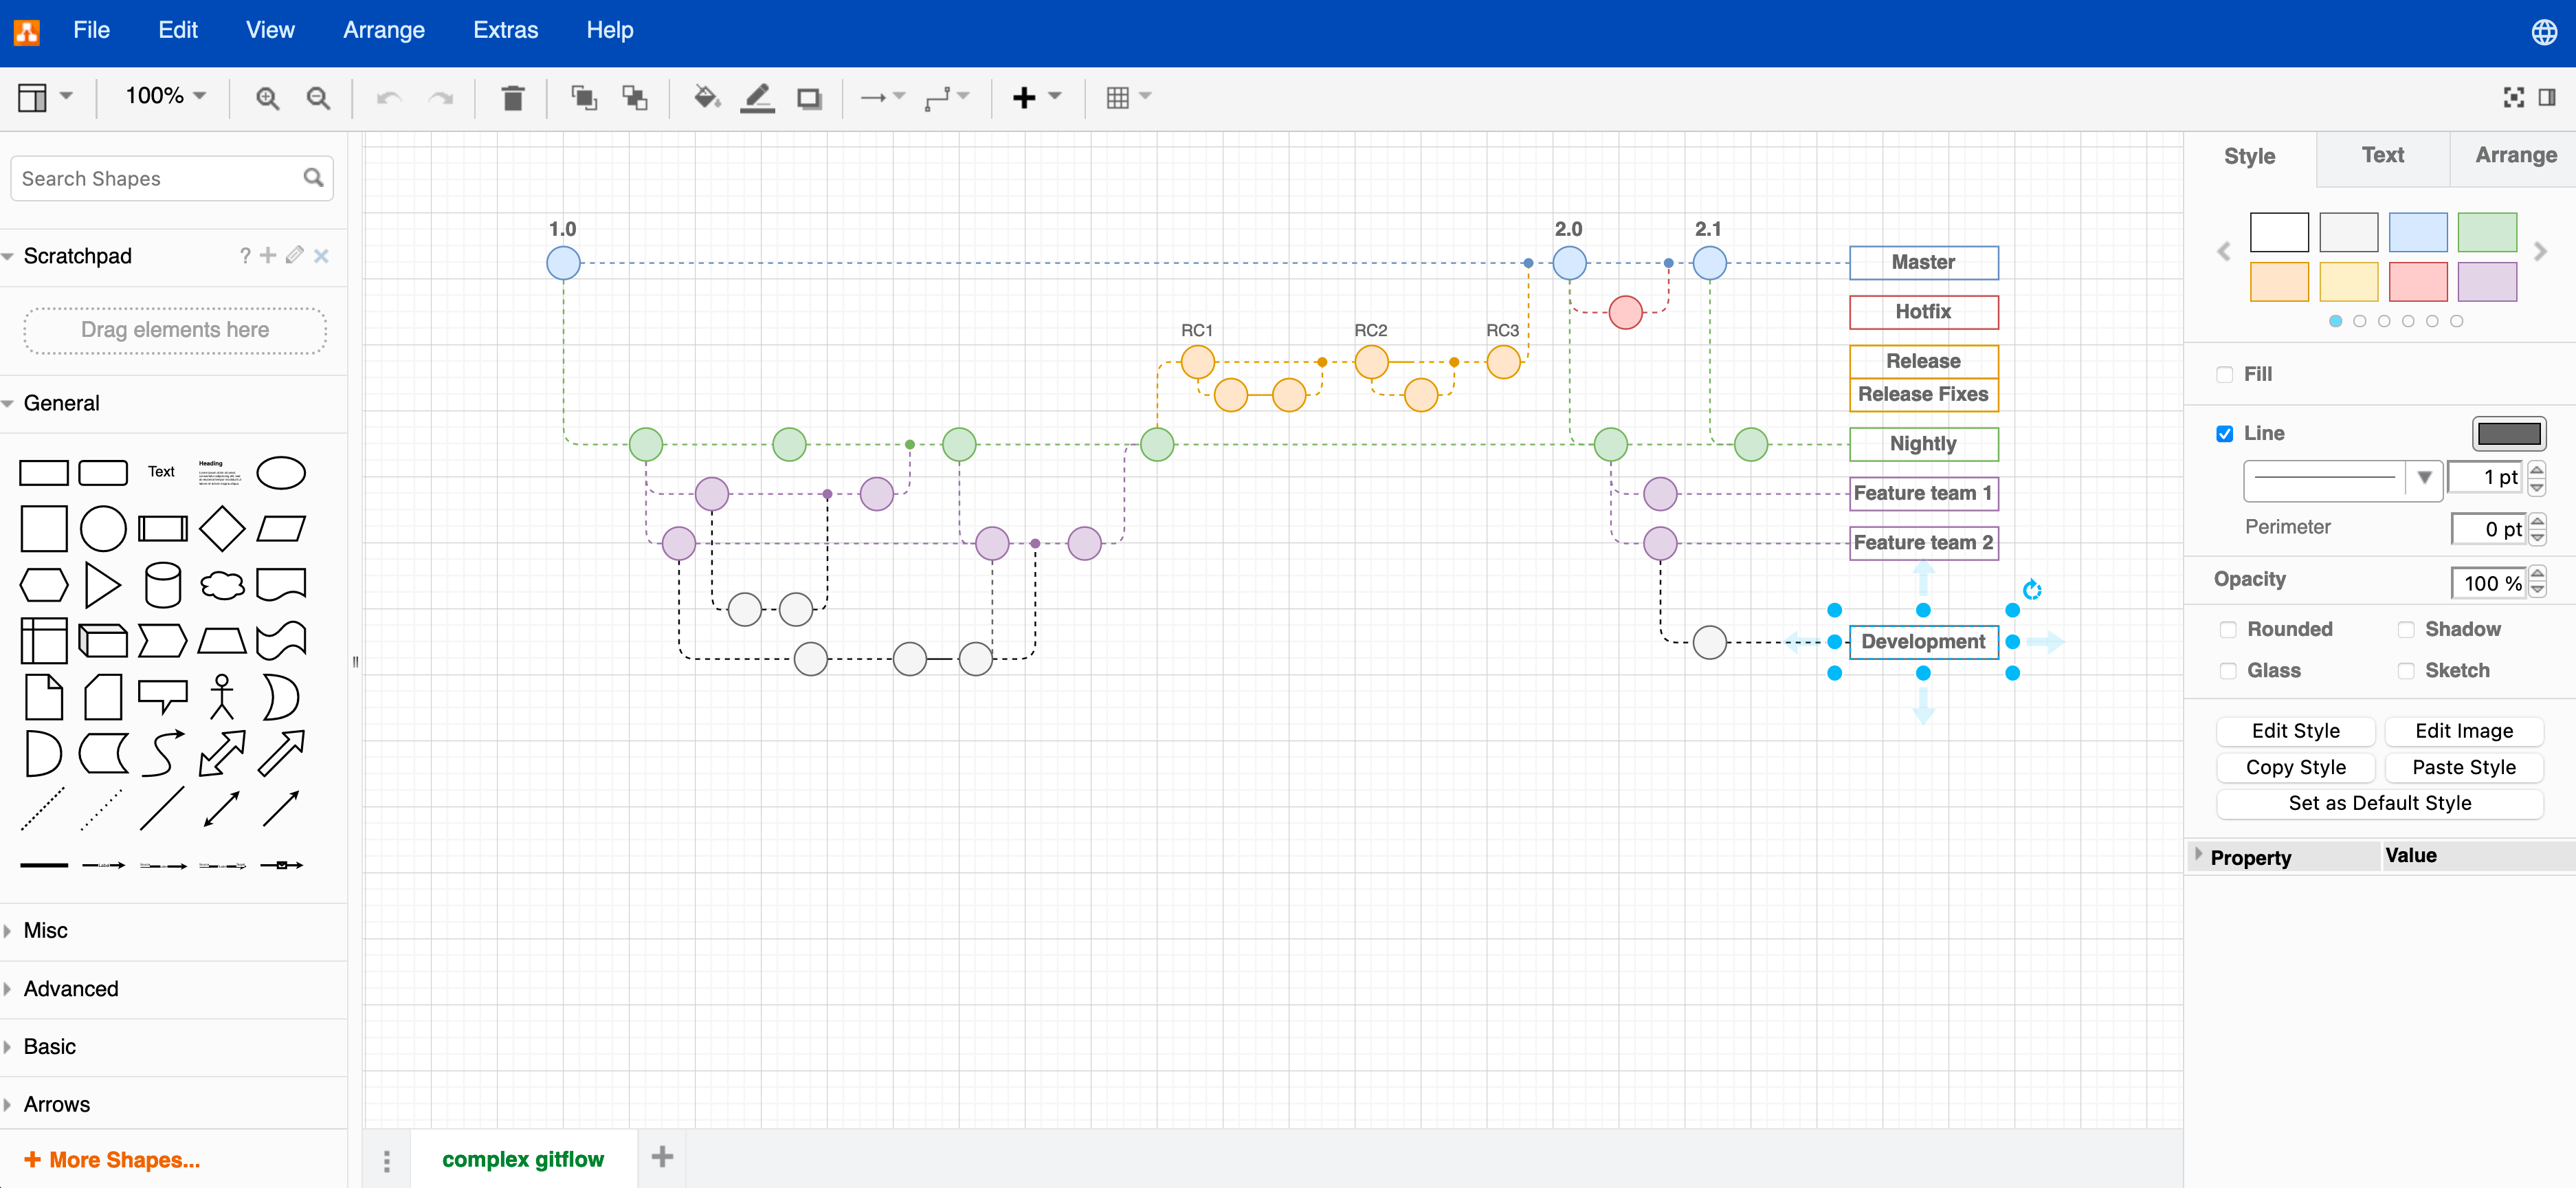 File Edit View Arrange Extras Help
100%
Search Shapes
Scratchpad ?
Drag elements here
General
Text
Heading
Misc
Advanced
Basic
Arrows
+ More Shapes...
1.0
2.0
2.1
RC1
RC2
RC3
Master
Hotfix
Release
Release Fixes
Nightly
Feature team 1
Feature team 2
Development
complex gitflow
Style Text Arrange
Fill
Line
1 pt
Perimeter 0 pt
Opacity 100 %
Rounded Shadow
Glass Sketch
Edit Style Edit Image
Copy Style Paste Style
Set as Default Style
Property Value